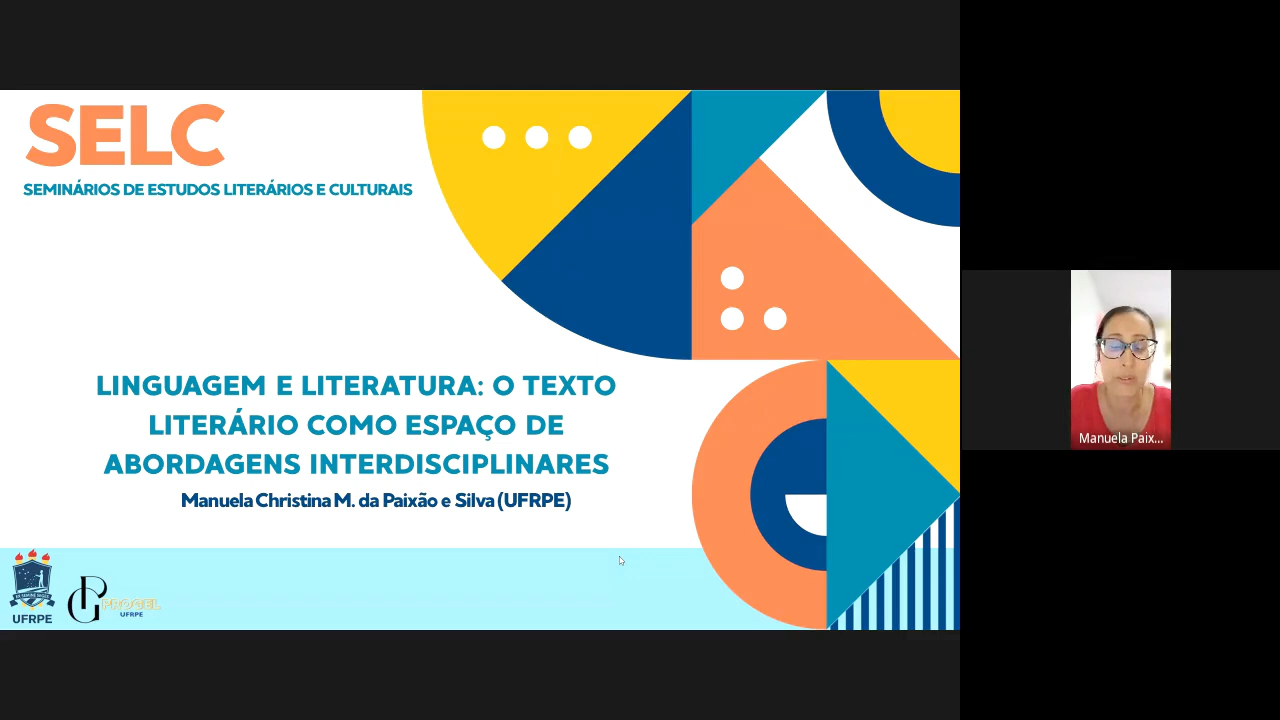 SELC
SEMINÁRIOS DE ESTUDOS LITERÁRIOS E CULTURAIS
LINGUAGEM E LITERATURA: O TEXTO
LITERÁRIO COMO ESPAÇO DE
ABORDAGENS INTERDISCIPLINARES
Manuela Christina M. da Paixão e Silva (UFRPE)
UFRPE
PROGEL
UFRPE
Manuela Paix...